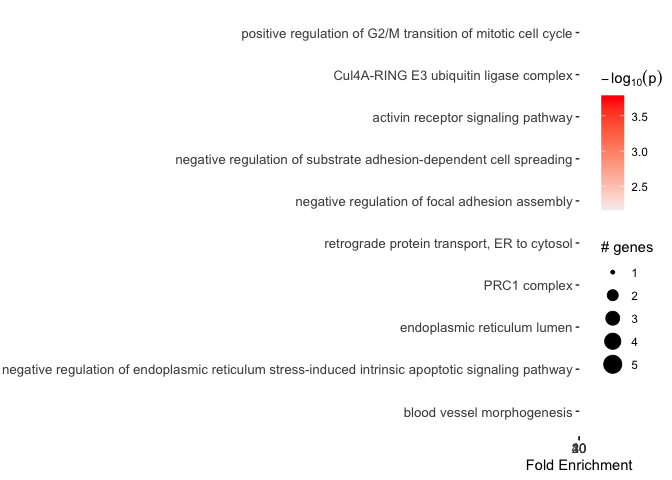 positive regulation of G2/M transition of mitotic cell cycle
Cul4A-RING E3 ubiquitin ligase complex
activin receptor signaling pathway
negative regulation of substrate adhesion-dependent cell spreading
negative regulation of focal adhesion assembly
retrograde protein transport, ER to cytosol
PRC1 complex
endoplasmic reticulum lumen
negative regulation of endoplasmic reticulum stress-induced intrinsic apoptotic signaling pathway
blood vessel morphogenesis
Fold Enrichment
−log10(p)
3.5
3.0
2.5
# genes
1
2
3
4
5